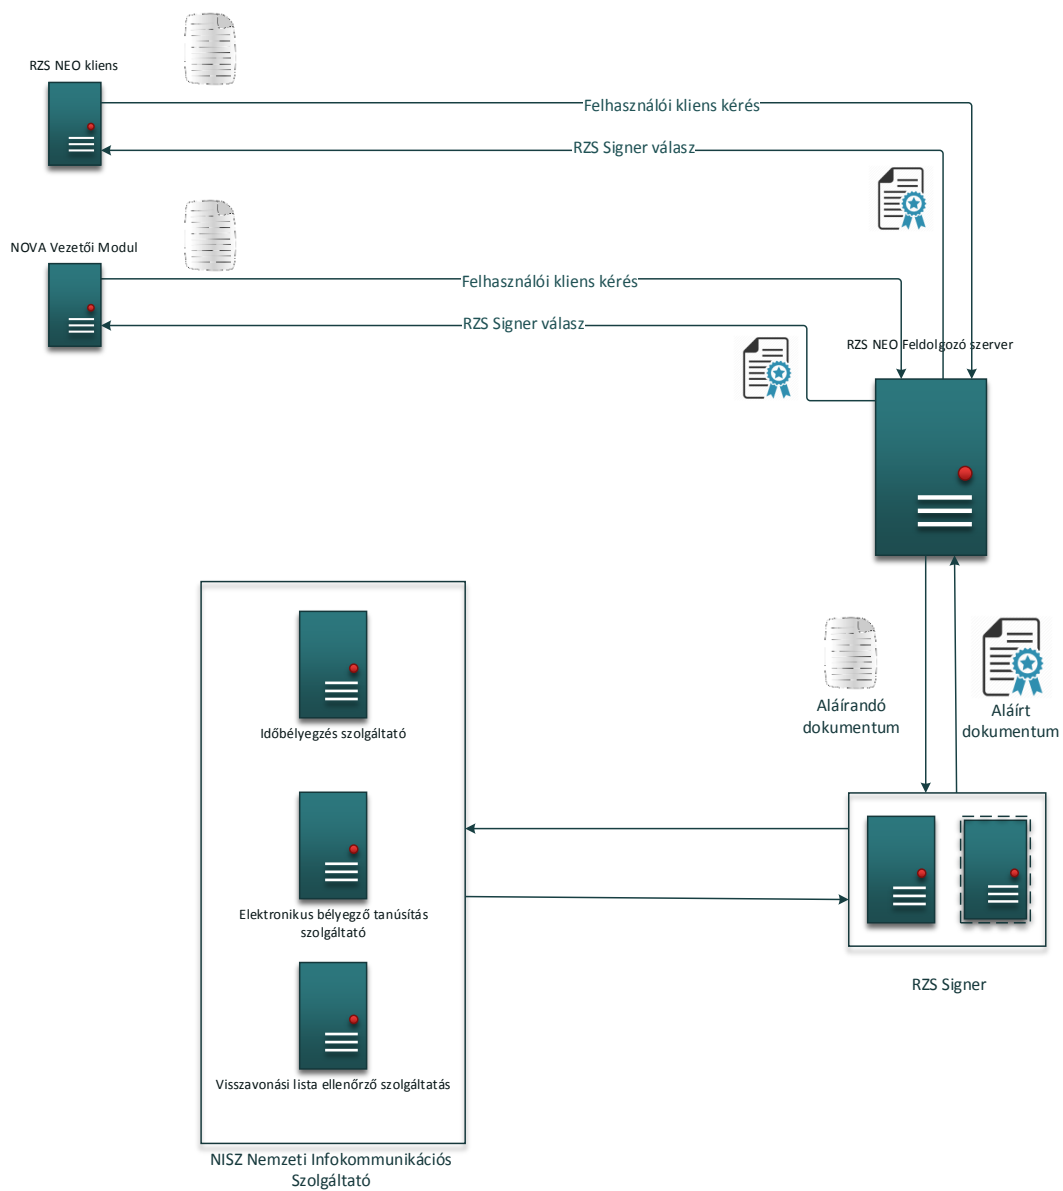 RZS NEO kliens
Felhasználói kliens kérés
RZS Signer válasz
NOVA Vezetői Modul
Felhasználói kliens kérés
RZS Signer válasz
RZS NEO Feldolgozó szerver
Aláírandó
dokumentum
Aláírt
dokumentum
Időbélyegzés szolgáltató
Elektronikus bélyegző tanúsítás
szolgáltató
RZS Signer
Visszavonási lista ellenőrző szolgáltatás
NISZ Nemzeti Infokommunikációs
Szolgáltató